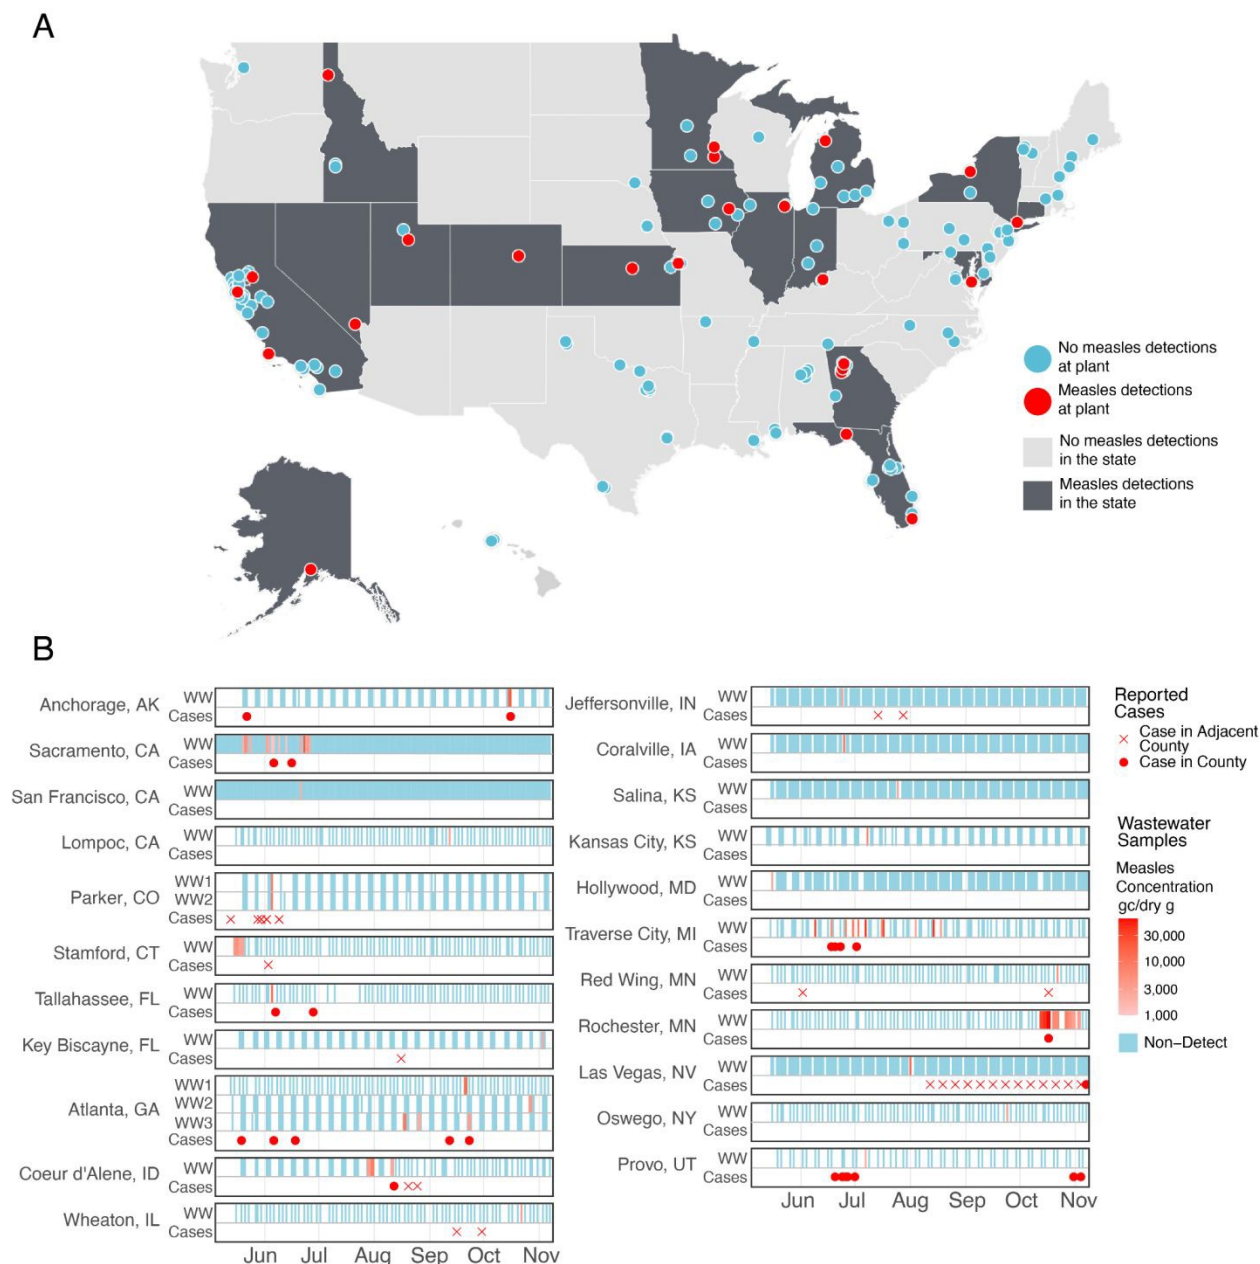 A
No measles detections
at plant
Measles detections
at plant
No measles detections
in the state
Measles detections
in the state
B
Anchorage, AK
WW
Cases
Sacramento, CA
WW
Cases
San Francisco, CA
WW
Cases
Lompoc, CA
WW
Cases
Parker, CO
WW1
WW2
Cases
Stamford, CT
WW
Cases
Tallahassee, FL
WW
Cases
Key Biscayne, FL
WW
Cases
Atlanta, GA
WW1
WW2
WW3
Cases
Coeur d'Alene, ID
WW
Cases
Wheaton, IL
WW
Cases
Jun Jul Aug Sep Oct Nov
Jeffersonville, IN
WW
Cases
Coralville, IA
WW
Cases
Salina, KS
WW
Cases
Kansas City, KS
WW
Cases
Hollywood, MD
WW
Cases
Traverse City, MI
WW
Cases
Red Wing, MN
WW
Cases
Rochester, MN
WW
Cases
Las Vegas, NV
WW
Cases
Oswego, NY
WW
Cases
Provo, UT
WW
Cases
Jun Jul Aug Sep Oct Nov
Reported
Cases
Case in Adjacent
County
Case in County
Wastewater
Samples
Measles
Concentration
gc/dry g
30,000
10,000
3,000
1,000
Non-Detect